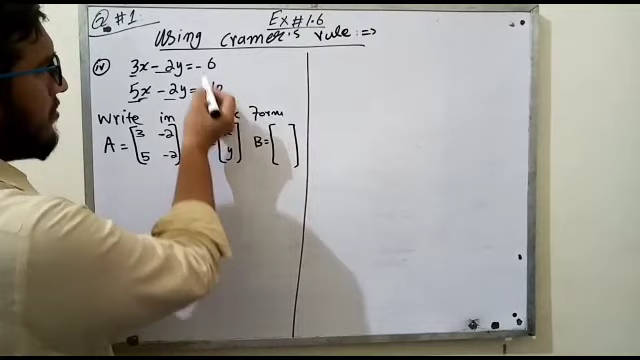 Q #1: Ex#1.6
Using Cramer's rule :=>
(iv) 3x - 2y = - 6
5x - 2y =
Write in Form
A = [3 -2
5 -2] [y] B = [ ]